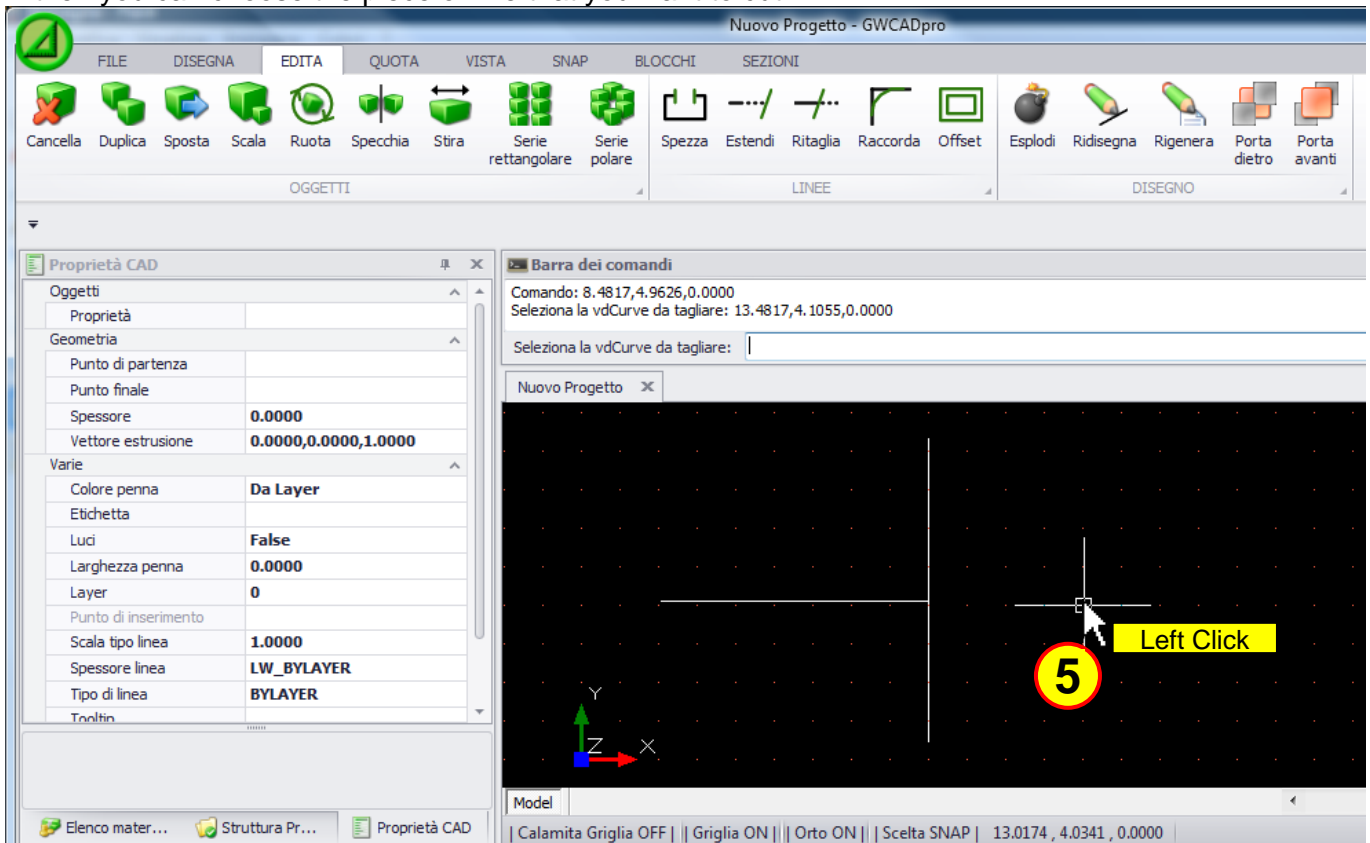 Nuovo Progetto - GWCADpro
FILE DISEGNA EDITA QUOTA VISTA SNAP BLOCCHI SEZIONI
Cancella Duplica Sposta Scala Ruota Specchia Stira Serie rettangolare Serie polare Spezza Estendi Ritaglia Raccorda Offset Esplodi Ridisegna Rigenera Porta dietro Porta avanti
OGGETTI LINEE DISEGNO
Proprietà CAD
Oggetti
Proprietà
Geometria
Punto di partenza
Punto finale
Spessore 0.0000
Vettore estrusione 0.0000,0.0000,1.0000
Varie
Colore penna Da Layer
Etichetta
Luci False
Larghezza penna 0.0000
Layer 0
Punto di inserimento
Scala tipo linea 1.0000
Spessore linea LW_BYLAYER
Tipo di linea BYLAYER
Tooltip
Elenco mater... Struttura Pr... Proprietà CAD
Barra dei comandi
Comando: 8.4817,4.9626,0.0000
Seleziona la vdCurve da tagliare: 13.4817,4.1055,0.0000
Seleziona la vdCurve da tagliare:
Nuovo Progetto
Left Click
5
Y
Z X
Model
| Calamita Griglia OFF | | Griglia ON | | Orto ON | | Scelta SNAP | 13.0174 , 4.0341 , 0.0000